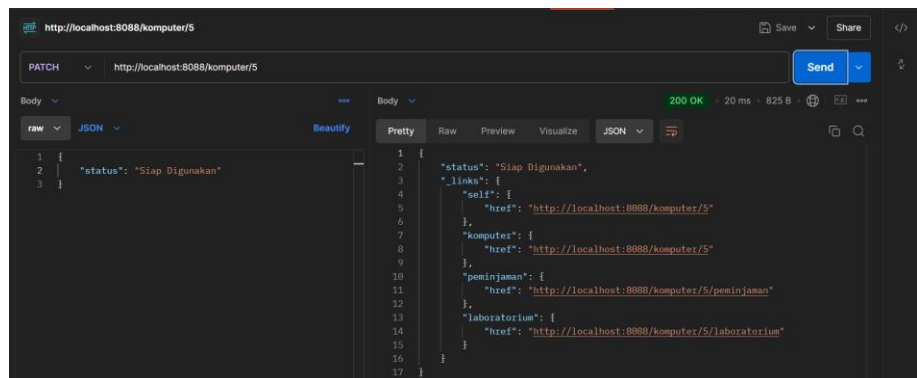 HTTP http://localhost:8088/komputer/5
Save
Share
PATCH http://localhost:8088/komputer/5
Send
Body
raw JSON
Beautify
1 {
2 "status": "Siap Digunakan"
3 }
Body
200 OK 20 ms 825 B
Pretty Raw Preview Visualize JSON
1 {
2 "status": "Siap Digunakan",
3 "_links": {
4 "self": {
5 "href": "http://localhost:8088/komputer/5"
6 },
7 "komputer": {
8 "href": "http://localhost:8088/komputer/5"
9 },
10 "peminjaman": {
11 "href": "http://localhost:8088/komputer/5/peminjaman"
12 },
13 "laboratorium": {
14 "href": "http://localhost:8088/komputer/5/laboratorium"
15 }
16 }
17 }